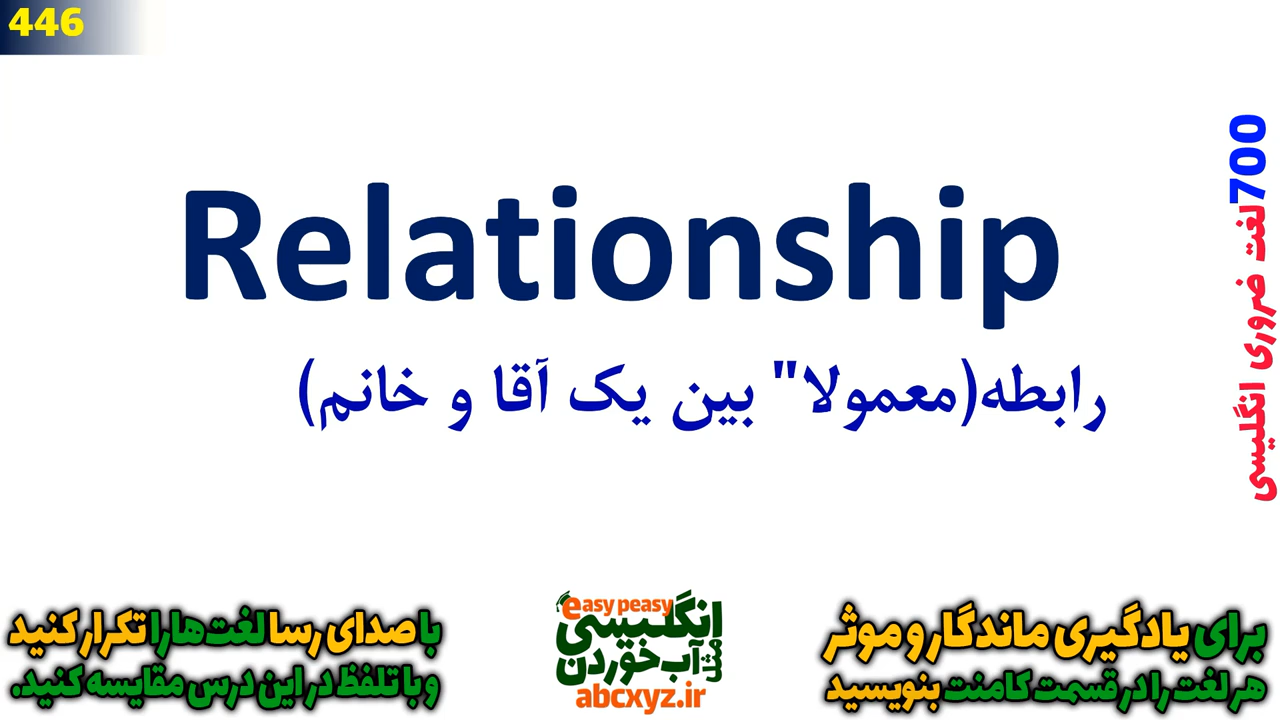 446
Relationship
رابطه(معمولا" بین یک آقا و خانم)
700 لغت ضروری انگلیسی
برای یادگیری ماندگار و موثر
هر لغت را در قسمت کامنت بنویسید
easy peasy
انگلیسی
مثل آب خوردن
abcxyz.ir
با صدای رسا لغت‌ها را تکرار کنید
و با تلفظ در این درس مقایسه کنید.